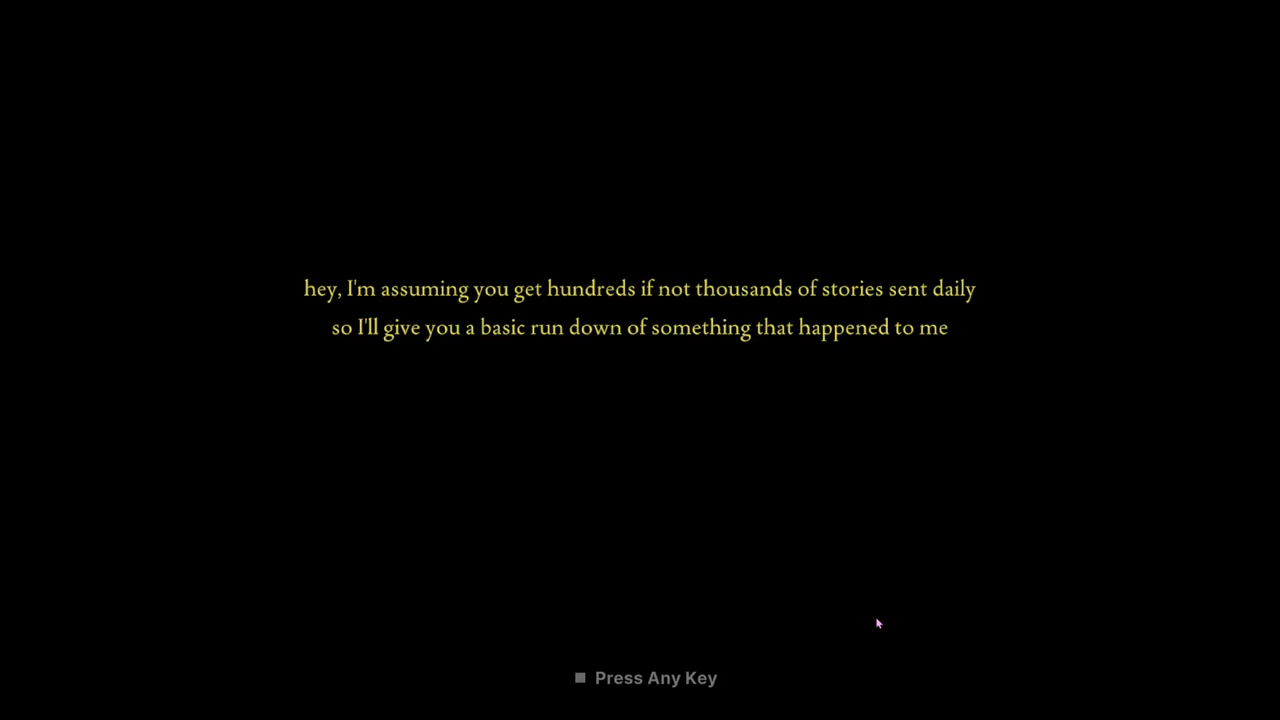 hey, I'm assuming you get hundreds if not thousands of stories sent daily
so I'll give you a basic run down of something that happened to me
Press Any Key